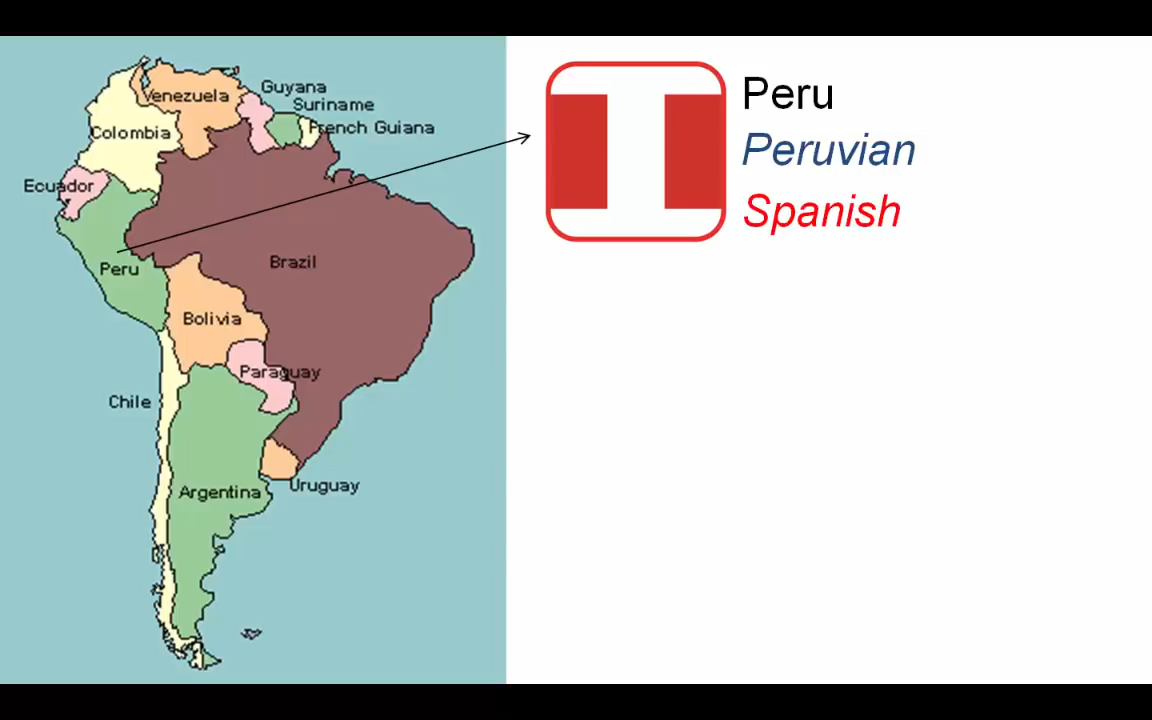 Guyana
Venezuela
Suriname
French Guiana
Colombia
Ecuador
Peru
Brazil
Bolivia
Paraguay
Chile
Argentina
Uruguay
Peru
Peruvian
Spanish